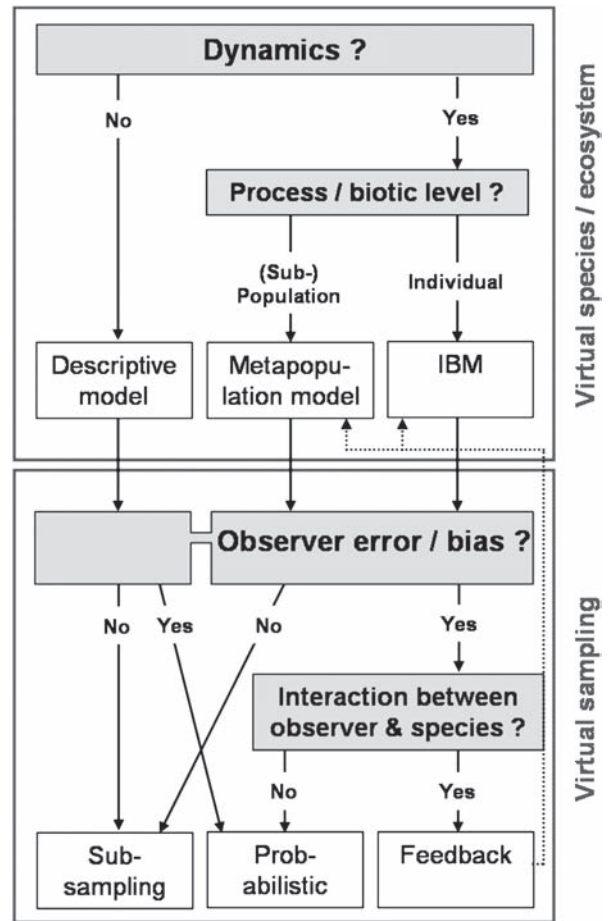 Dynamics ?
No
Yes
Process / biotic level ?
(Sub-)
Population
Individual
Descriptive
model
Metapopu-
lation model
IBM
Virtual species / ecosystem
Observer error / bias ?
No
Yes
No
Yes
Interaction between
observer & species ?
No
Yes
Sub-
sampling
Prob-
abilistic
Feedback
Virtual sampling